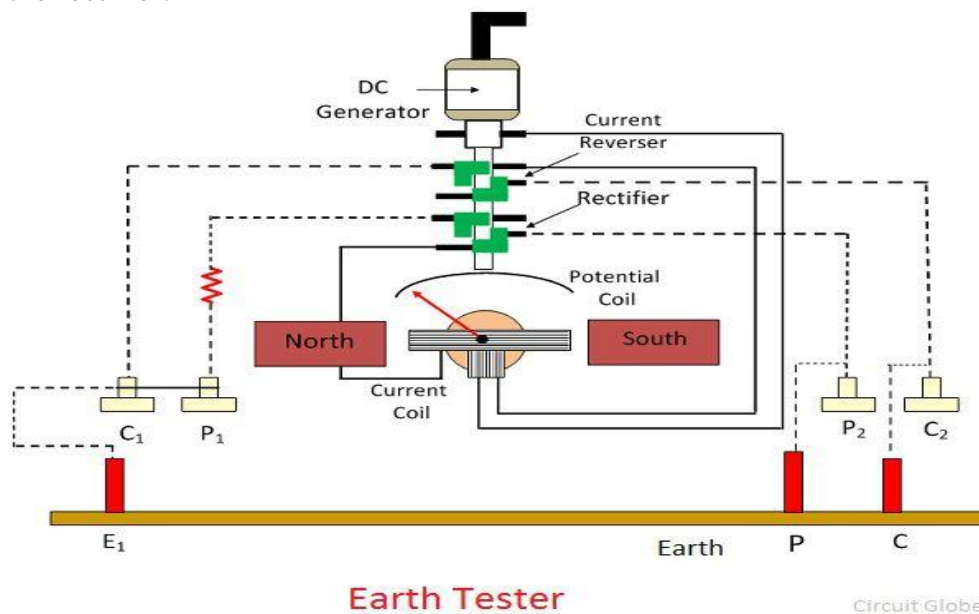 DC
Generator
Current
Reverser
Rectifier
Potential
Coil
North
South
Current
Coil
C₁
P₁
P₂
C₂
E₁
Earth
P
C
Earth Tester
Circuit Globe